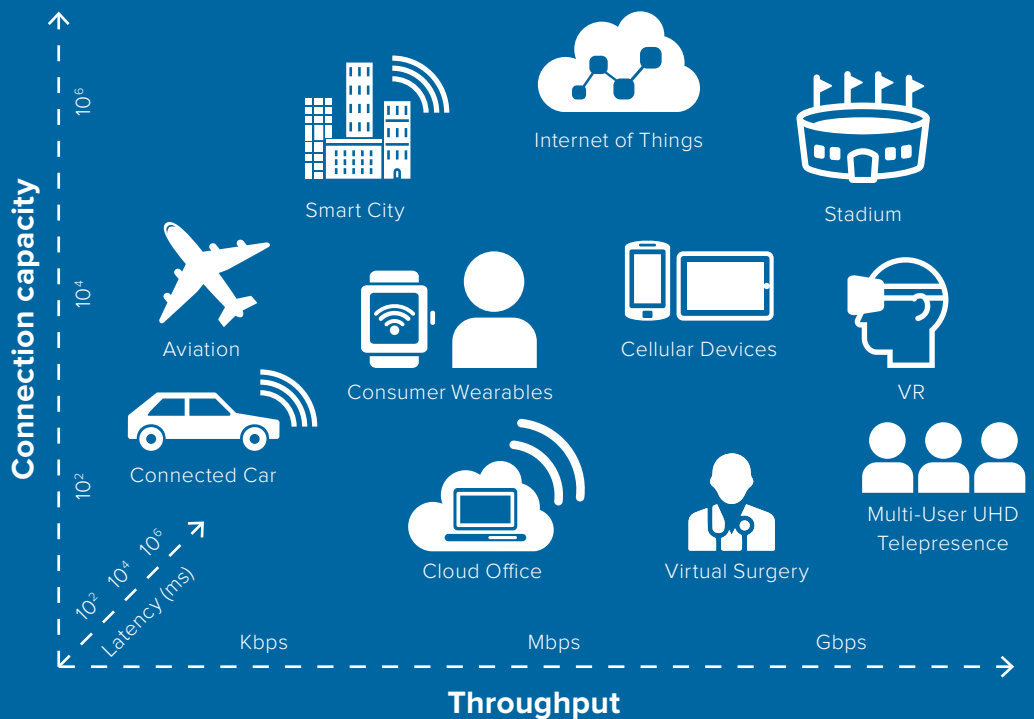 Connection capacity
10⁶
10⁴
10²
Internet of Things
Smart City
Stadium
Aviation
Cellular Devices
Consumer Wearables
VR
Connected Car
Multi-User UHD
Telepresence
Cloud Office
Virtual Surgery
10² 10⁴ 10⁶
Latency (ms)
Kbps
Mbps
Gbps
Throughput